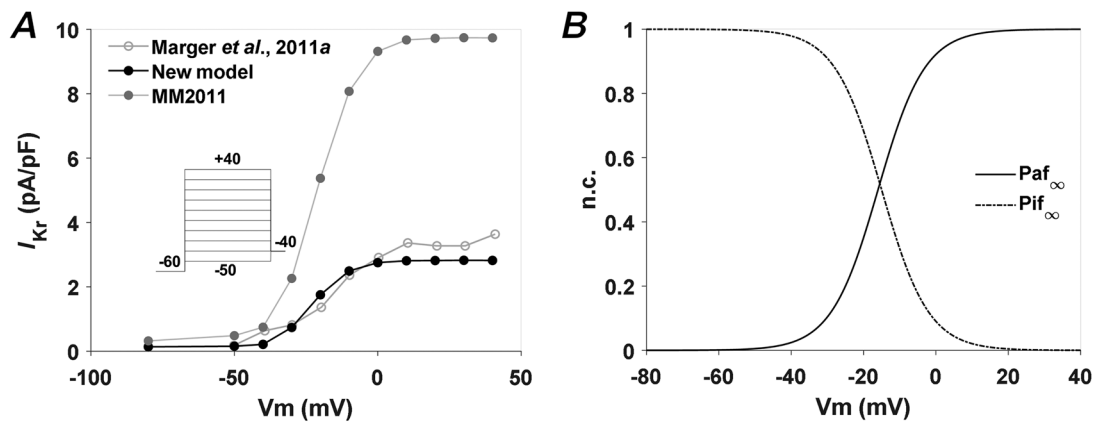 A
B
10
8
6
4
2
0
I_Kr (pA/pF)
Marger et al., 2011a
New model
MM2011
+40
-40
-60
-50
-100
-50
0
50
Vm (mV)
1
0.8
0.6
0.4
0.2
0
n.c.
Paf∞
Pif∞
-80
-60
-40
-20
0
20
40
Vm (mV)